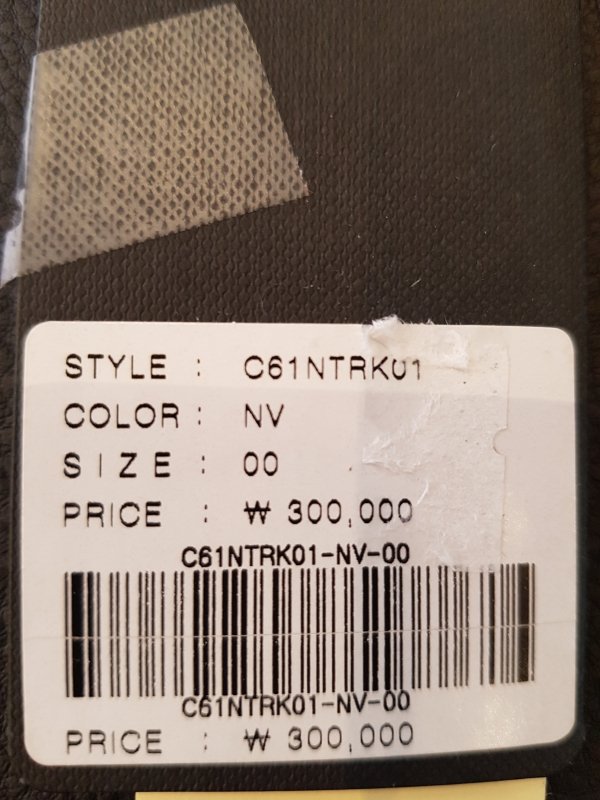 STYLE : C61NTRK01
COLOR : NV
SIZE : 00
PRICE : ₩ 300,000
C61NTRK01-NV-00
C61NTRK01-NV-00
PRICE : ₩ 300,000